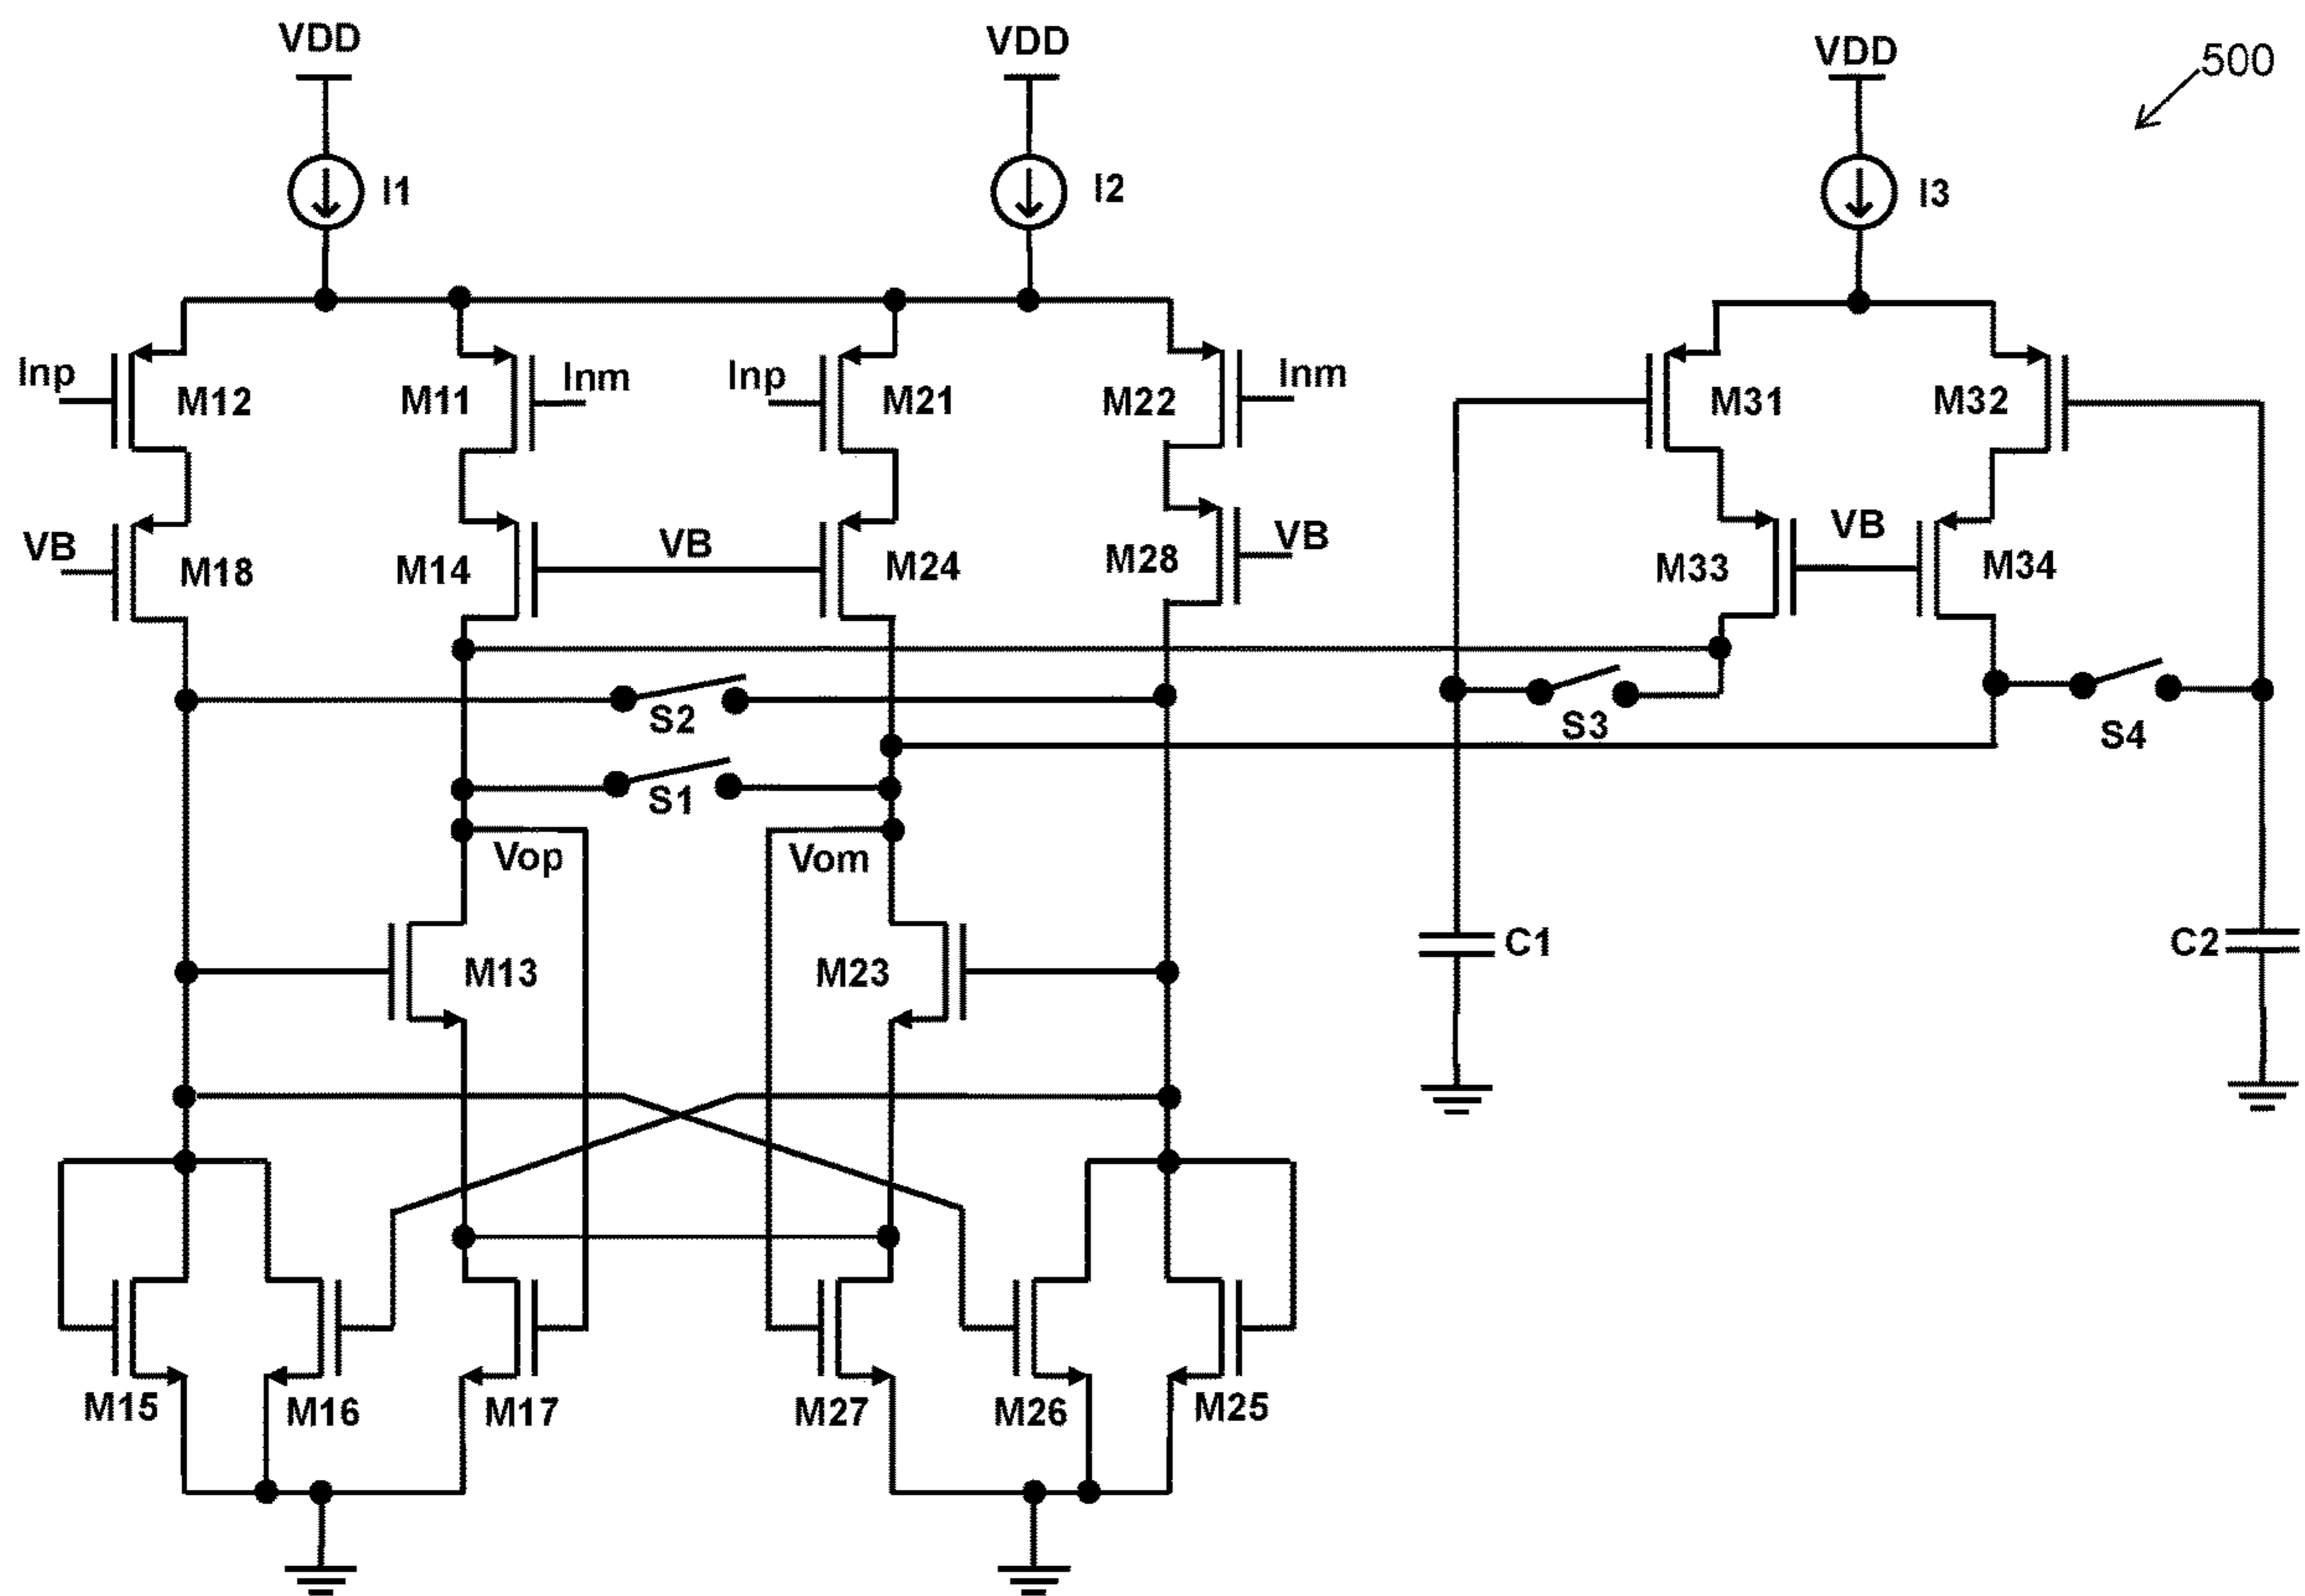 VDD
VDD
VDD
500
I1
I2
I3
Inp
M12
M11
Inm
Inp
M21
M22
Inm
M31
M32
VB
M18
M14
VB
M24
M28
VB
M33
VB
M34
S2
S3
S4
S1
Vop
Vom
M13
M23
C1
C2
M15
M16
M17
M27
M26
M25